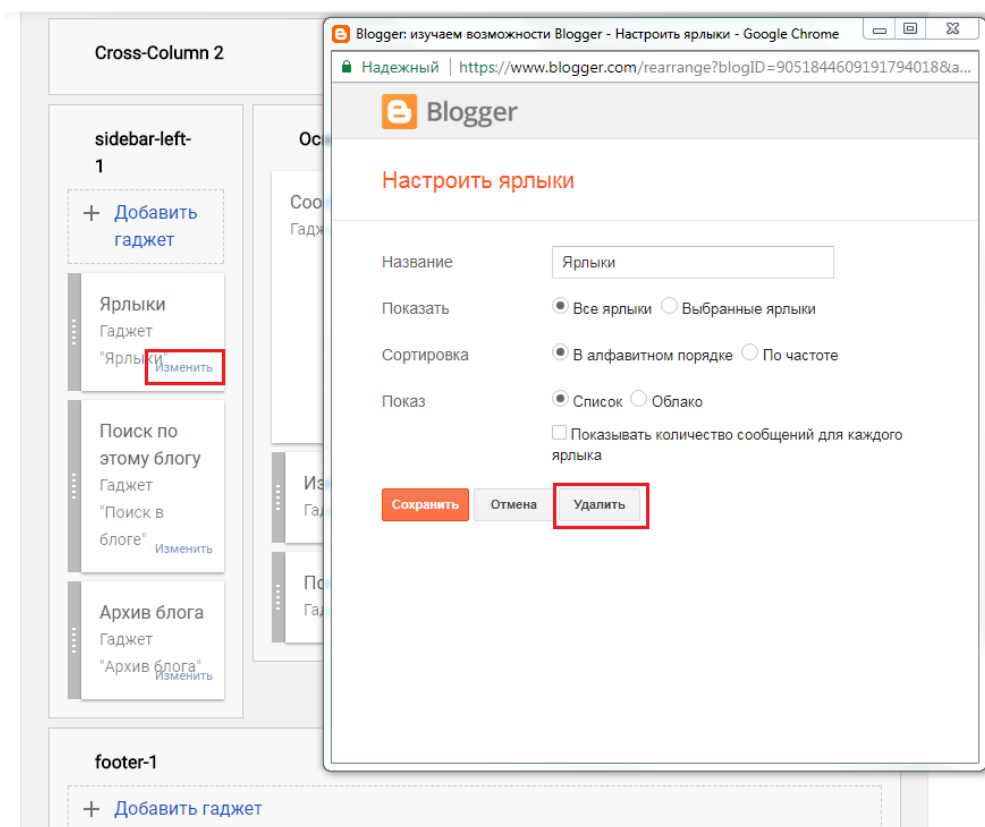 Cross-Column 2
sidebar-left-
1
+ Добавить
гаджет
Ярлыки
Гаджет
"Ярлыки"
Изменить
Поиск по
этому блогу
Гаджет
"Поиск в
блоге"
Изменить
Архив блога
Гаджет
"Архив блога"
Изменить
footer-1
+ Добавить гаджет
Blogger: изучаем возможности Blogger - Настроить ярлыки - Google Chrome
Надежный | https://www.blogger.com/rearrange?blogID=9051844609191794018&a...
Blogger
Настроить ярлыки
Название Ярлыки
Показать Все ярлыки Выбранные ярлыки
Сортировка В алфавитном порядке По частоте
Показ Список Облако
Показывать количество сообщений для каждого
ярлыка
Сохранить Отмена Удалить